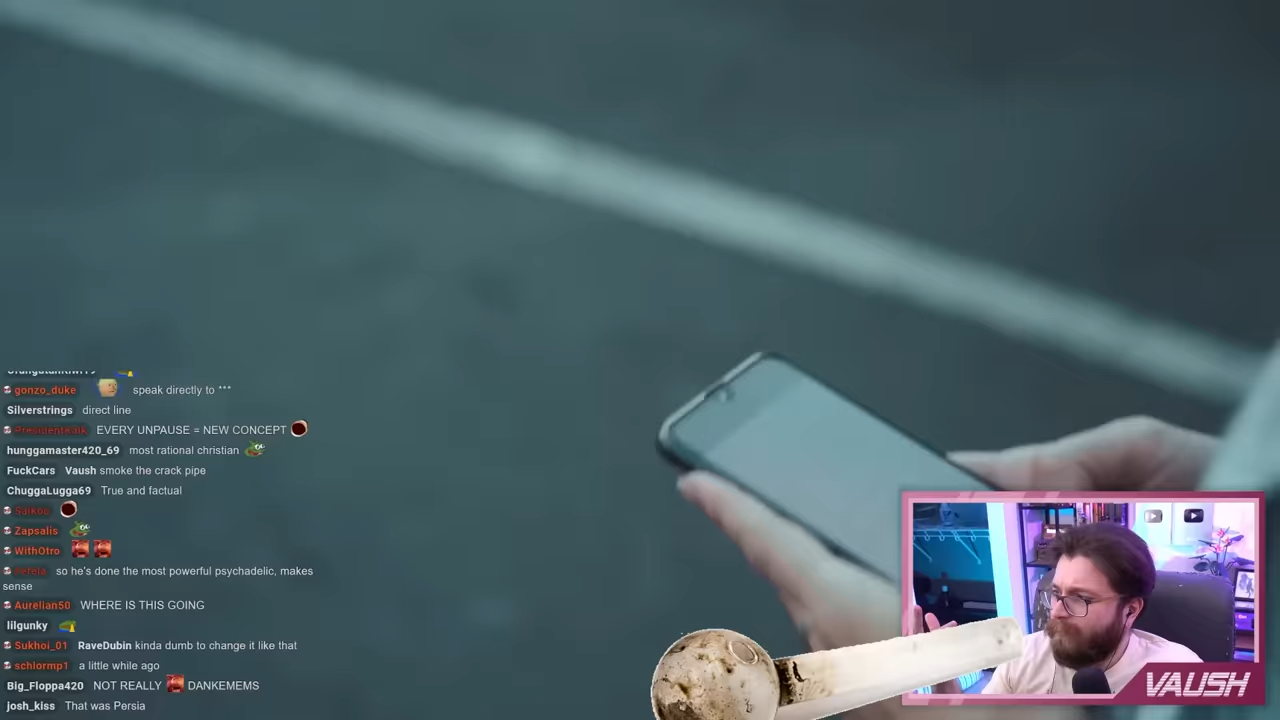 gonzo_duke speak directly to ***
Silverstrings direct line
EVERY UNPAUSE = NEW CONCEPT
hunggamaster420_69 most rational christian
FuckCars Vaush smoke the crack pipe
ChuggaLugga69 True and factual
Zapsalis
WithOtro
so he's done the most powerful psychadelic, makes
sense
Aurelian50 WHERE IS THIS GOING
lilgunky
Sukhoi_01 RaveDubin kinda dumb to change it like that
schlormp1 a little while ago
Big_Floppa420 NOT REALLY DANKEMEMS
josh_kiss That was Persia
VAUSH